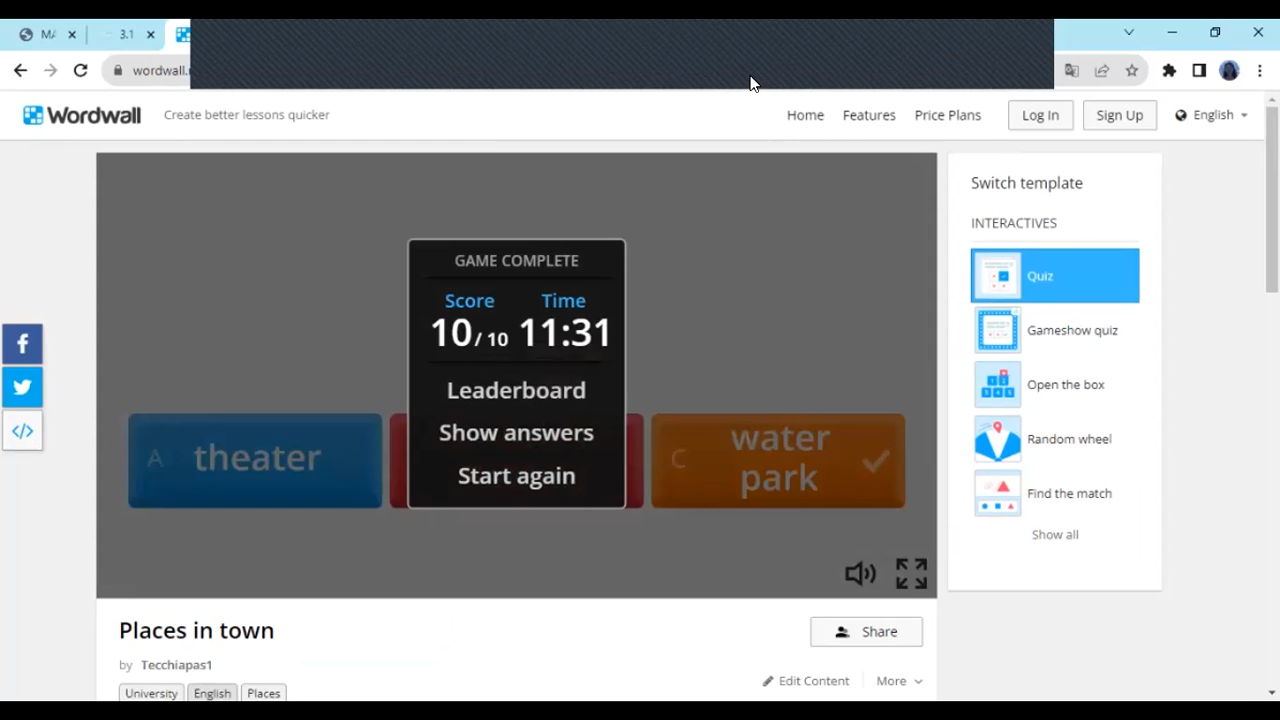 MA
3.1
wordwall.
Wordwall
Create better lessons quicker
Home
Features
Price Plans
Log In
Sign Up
English
GAME COMPLETE
Score
Time
10/ 10
11:31
Leaderboard
Show answers
Start again
A theater
C water
park
Switch template
INTERACTIVES
Quiz
Gameshow quiz
Open the box
Random wheel
Find the match
Show all
Places in town
Share
by Tecchiapas1
Edit Content
More
University
English
Places